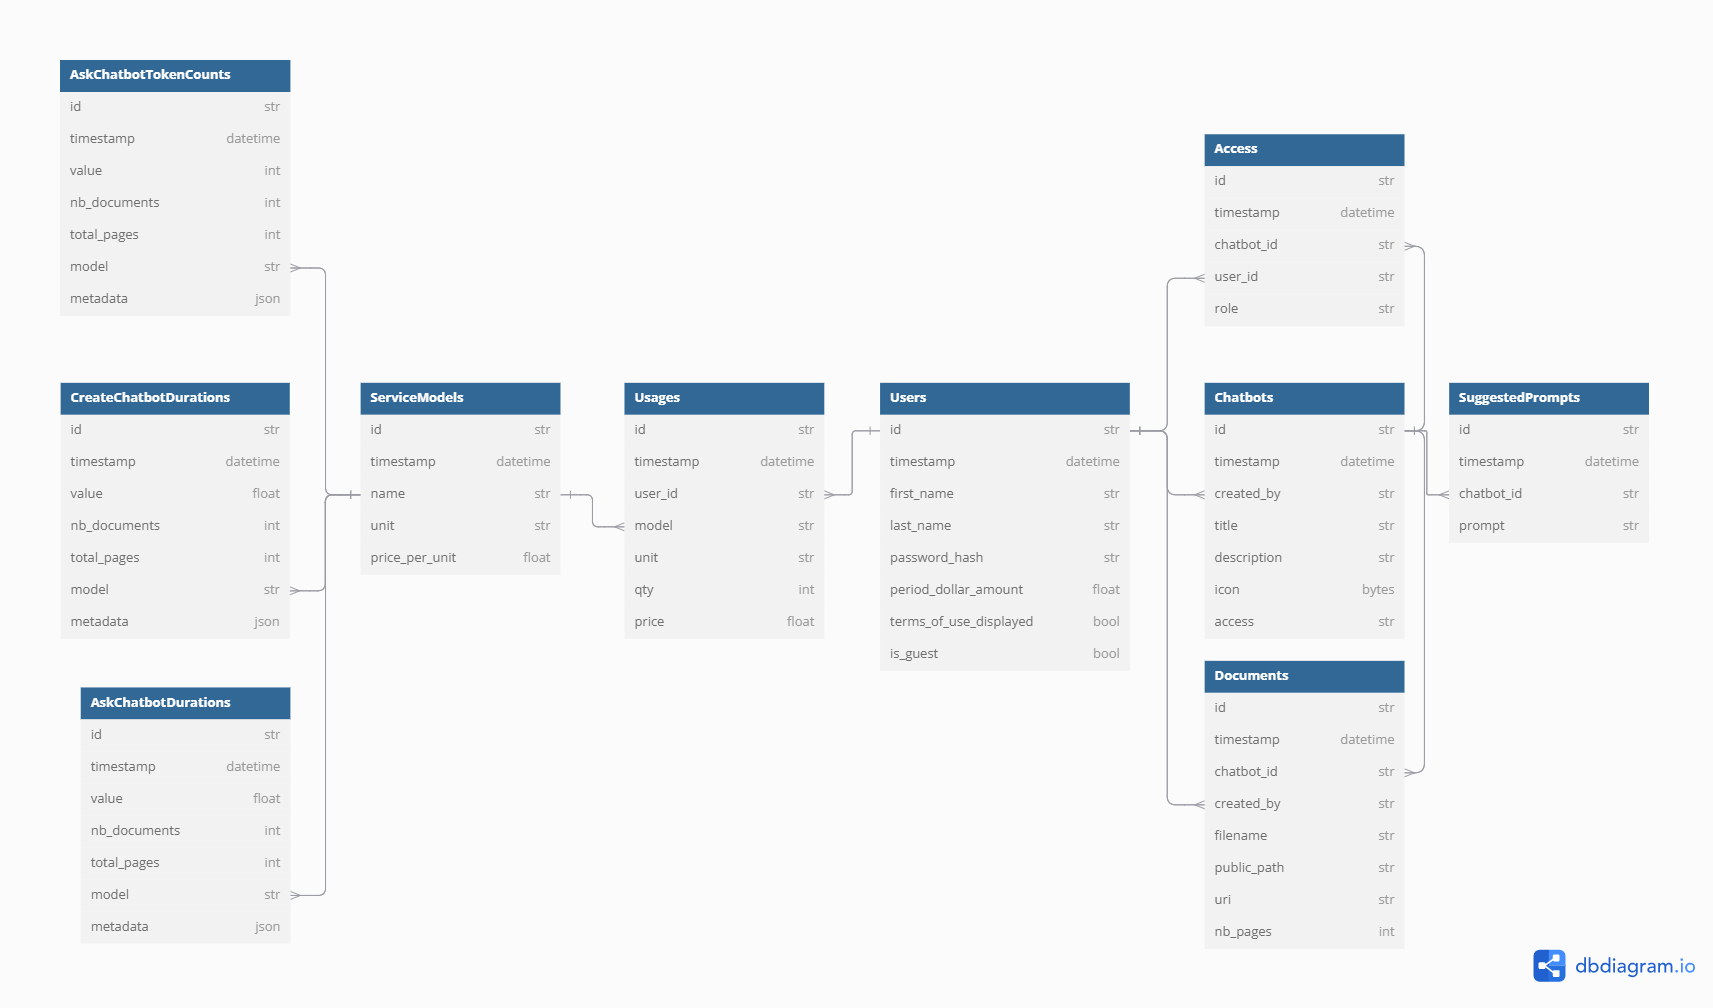 AskChatbotTokenCounts
id str
timestamp datetime
value int
nb_documents int
total_pages int
model str
metadata json
CreateChatbotDurations
id str
timestamp datetime
value float
nb_documents int
total_pages int
model str
metadata json
AskChatbotDurations
id str
timestamp datetime
value float
nb_documents int
total_pages int
model str
metadata json
ServiceModels
id str
timestamp datetime
name str
unit str
price_per_unit float
Usages
id str
timestamp datetime
user_id str
model str
unit str
qty int
price float
Users
id str
timestamp datetime
first_name str
last_name str
password_hash str
period_dollar_amount float
terms_of_use_displayed bool
is_guest bool
Access
id str
timestamp datetime
chatbot_id str
user_id str
role str
Chatbots
id str
timestamp datetime
created_by str
title str
description str
icon bytes
access str
Documents
id str
timestamp datetime
chatbot_id str
created_by str
filename str
public_path str
uri str
nb_pages int
SuggestedPrompts
id str
timestamp datetime
chatbot_id str
prompt str
dbdiagram.io